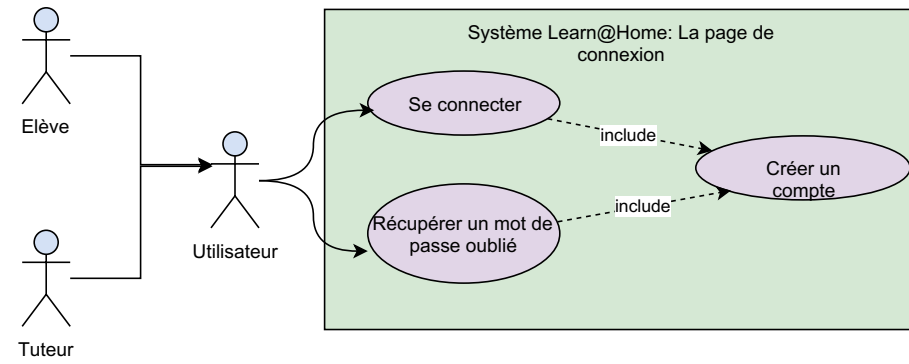 Système Learn@Home: La page de
connexion
Elève
Utilisateur
Tuteur
Se connecter
include
Créer un
compte
Récupérer un mot de
passe oublié
include